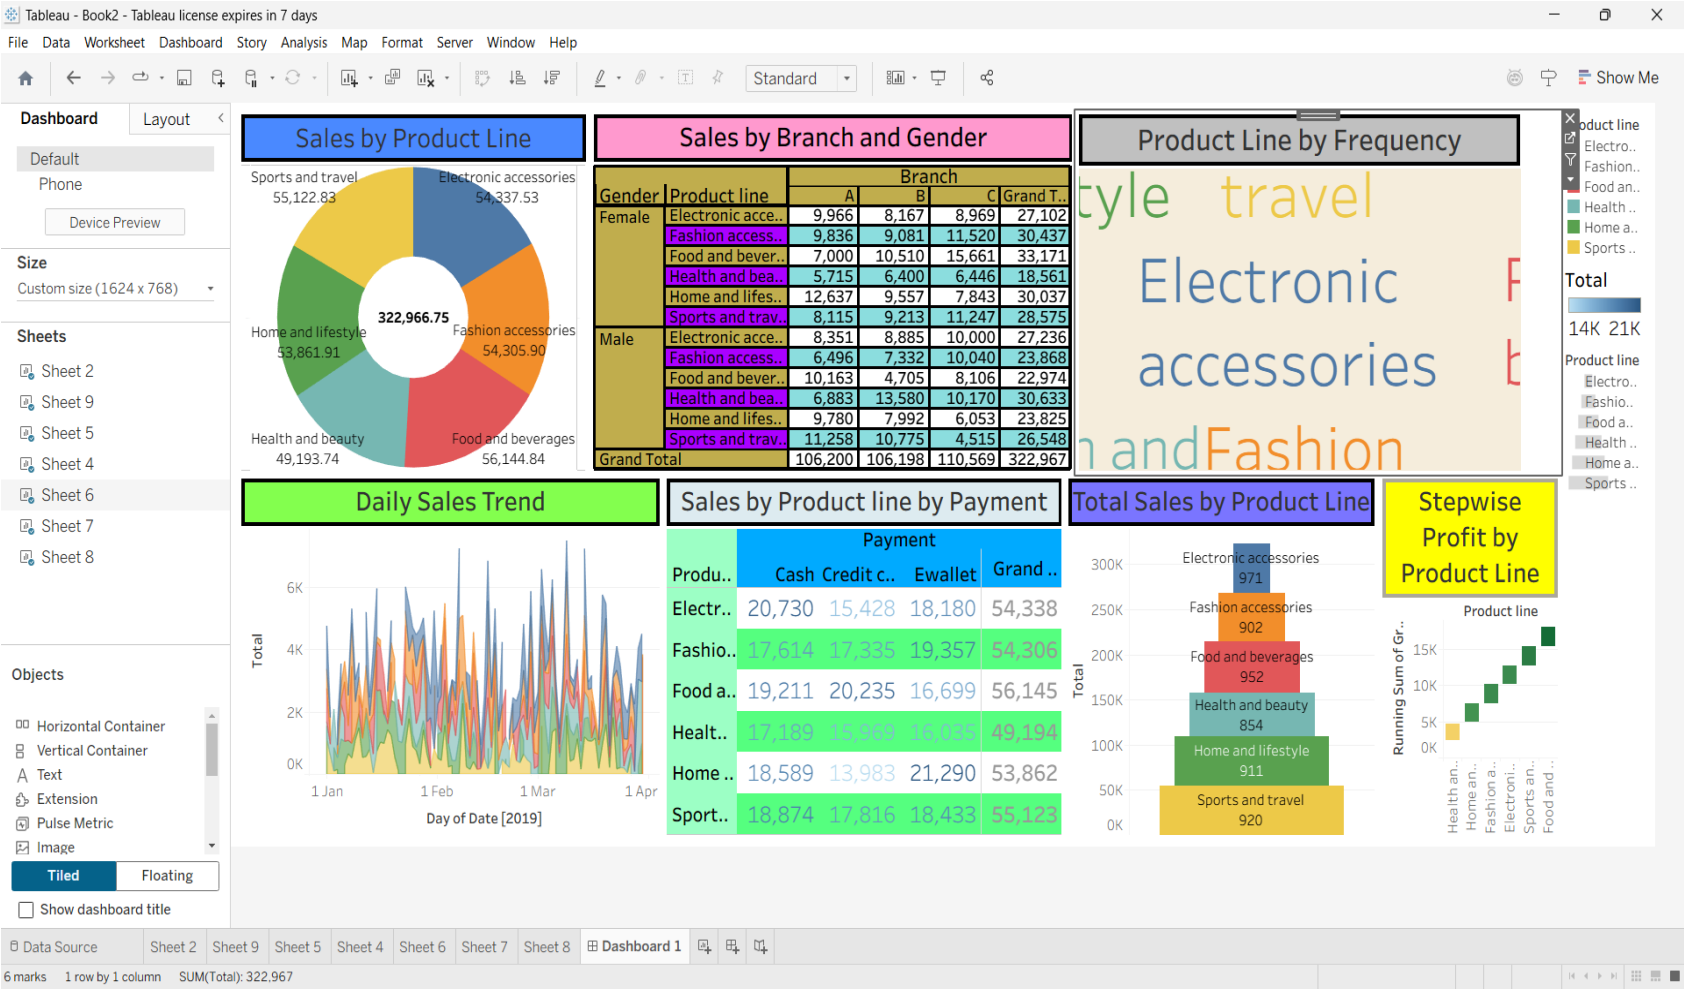 Tableau - Book2 - Tableau license expires in 7 days
File Data Worksheet Dashboard Story Analysis Map Format Server Window Help
Standard
Show Me
Dashboard
Layout
Default
Phone
Device Preview
Size
Custom size (1624 x 768)
Sheets
Sheet 2
Sheet 9
Sheet 5
Sheet 4
Sheet 6
Sheet 7
Sheet 8
Objects
Horizontal Container
Vertical Container
Text
Extension
Pulse Metric
Image
Tiled Floating
Show dashboard title
Sales by Product Line
Sports and travel
55,122.83
Electronic accessories
54,337.53
322,966.75
Home and lifestyle
53,861.91
Fashion accessories
54,305.90
Health and beauty
49,193.74
Food and beverages
56,144.84
Sales by Branch and Gender
Branch
Gender Product line A B C Grand T..
Female Electronic acce.. 9,966 8,167 8,969 27,102
Fashion access.. 9,836 9,081 11,520 30,437
Food and bever.. 7,000 10,510 15,661 33,171
Health and bea.. 5,715 6,400 6,446 18,561
Home and lifes.. 12,637 9,557 7,843 30,037
Sports and trav.. 8,115 9,213 11,247 28,575
Male Electronic acce.. 8,351 8,885 10,000 27,236
Fashion access.. 6,496 7,332 10,040 23,868
Food and bever.. 10,163 4,705 8,106 22,974
Health and bea.. 6,883 13,580 10,170 30,633
Home and lifes.. 9,780 7,992 6,053 23,825
Sports and trav.. 11,258 10,775 4,515 26,548
Grand Total 106,200 106,198 110,569 322,967
Product Line by Frequency
tyle travel
Electronic F
accessories b
n and Fashion
oduct line
Electro..
Fashion..
Food an..
Health ..
Home a..
Sports ..
Total
14K 21K
Product line
Electro..
Fashio..
Food a..
Health ..
Home a..
Sports ..
Daily Sales Trend
Total
6K
4K
2K
0K
1 Jan 1 Feb 1 Mar 1 Apr
Day of Date [2019]
Sales by Product line by Payment
Payment
Produ.. Cash Credit c.. Ewallet Grand ..
Electr.. 20,730 15,428 18,180 54,338
Fashio.. 17,614 17,335 19,357 54,306
Food a.. 19,211 20,235 16,699 56,145
Healt.. 17,189 15,969 16,035 49,194
Home .. 18,589 13,983 21,290 53,862
Sport.. 18,874 17,816 18,433 55,123
Total Sales by Product Line
Total
300K
250K
200K
150K
100K
50K
0K
Electronic accessories
971
Fashion accessories
902
Food and beverages
952
Health and beauty
854
Home and lifestyle
911
Sports and travel
920
Stepwise
Profit by
Product Line
Product line
Running Sum of Gr..
15K
10K
5K
0K
Health an..
Home an..
Fashion a..
Electroni..
Sports an..
Food and ..
Data Source Sheet 2 Sheet 9 Sheet 5 Sheet 4 Sheet 6 Sheet 7 Sheet 8 Dashboard 1
6 marks 1 row by 1 column SUM(Total): 322,967